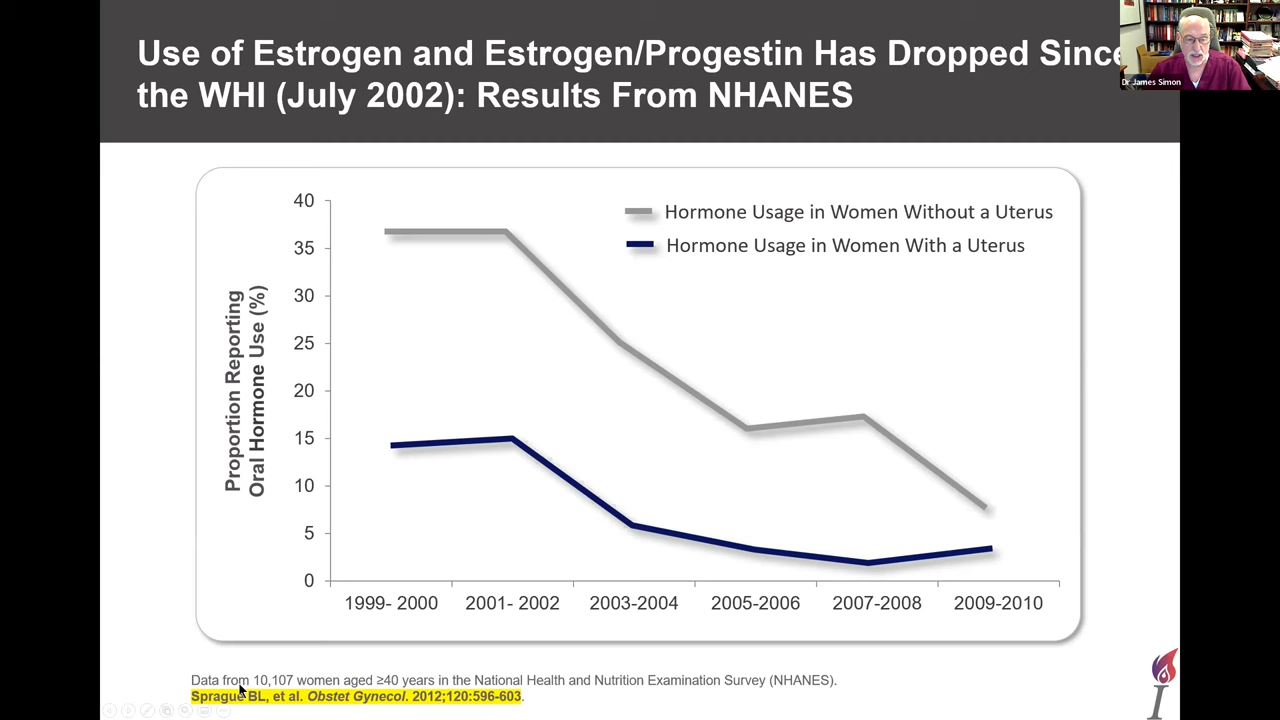 Use of Estrogen and Estrogen/Progestin Has Dropped Since
the WHI (July 2002): Results From NHANES
Dr James Simon
Hormone Usage in Women Without a Uterus
Hormone Usage in Women With a Uterus
Proportion Reporting
Oral Hormone Use (%)
40
35
30
25
20
15
10
5
0
1999- 2000 2001- 2002 2003-2004 2005-2006 2007-2008 2009-2010
Data from 10,107 women aged ≥40 years in the National Health and Nutrition Examination Survey (NHANES).
Sprague BL, et al. Obstet Gynecol. 2012;120:596-603.